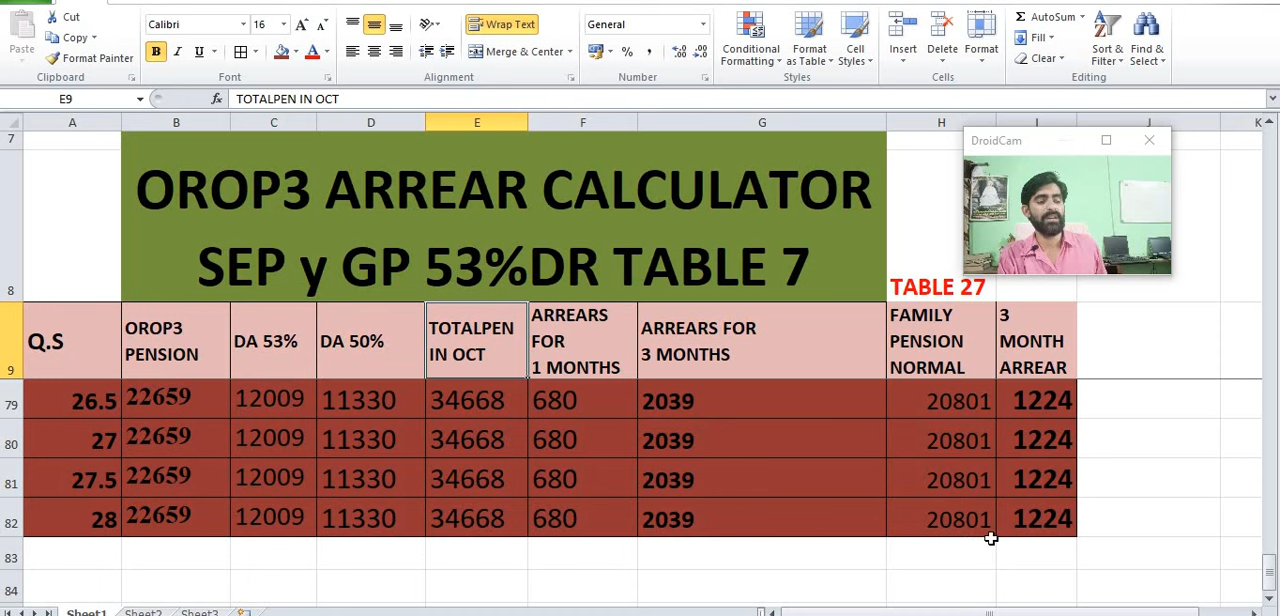 Cut
Calibri 16
Wrap Text
General
AutoSum
Paste
Copy
Fill
Format Painter
B I U
Merge & Center
%
Conditional Formatting
Format as Table
Cell Styles
Insert
Delete
Format
Clear
Sort & Filter
Find & Select
Clipboard
Font
Alignment
Number
Styles
Cells
Editing
E9
fx
TOTALPEN IN OCT
A B C D E F G H I J K
7
DroidCam
OROP3 ARREAR CALCULATOR
SEP y GP 53%DR TABLE 7
8
TABLE 27
9
Q.S
OROP3
PENSION
DA 53%
DA 50%
TOTALPEN
IN OCT
ARREARS
FOR
1 MONTHS
ARREARS FOR
3 MONTHS
FAMILY
PENSION
NORMAL
3
MONTH
ARREAR
79 26.5 22659 12009 11330 34668 680 2039 20801 1224
80 27 22659 12009 11330 34668 680 2039 20801 1224
81 27.5 22659 12009 11330 34668 680 2039 20801 1224
82 28 22659 12009 11330 34668 680 2039 20801 1224
83
84
Sheet1 Sheet2 Sheet3